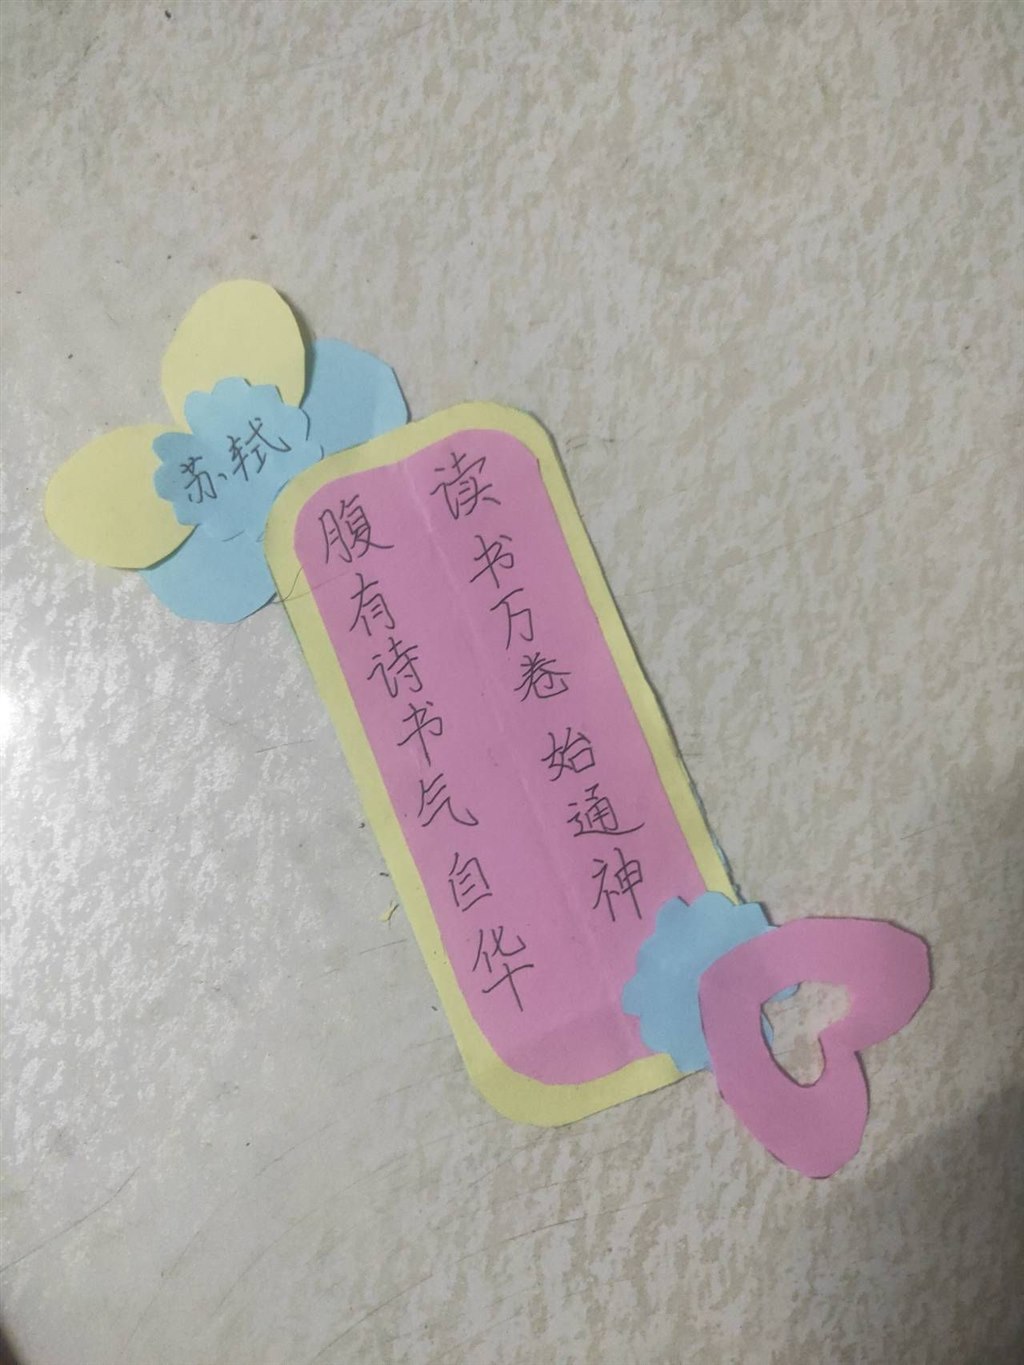 读书万卷始通神
腹有诗书气自华
苏轼